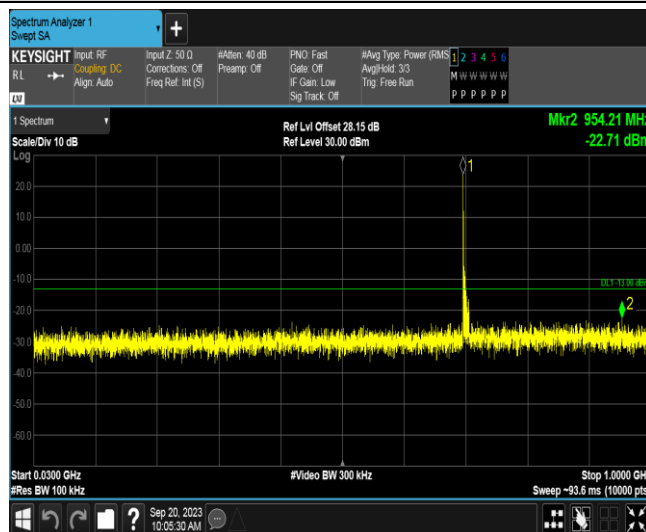 Spectrum Analyzer 1
Swept SA
+
KEYSIGHT Input: RF Input Z: 50 Ω #Atten: 40 dB PNO: Fast #Avg Type: Power (RMS 1 2 3 4 5 6
RL Coupling: DC Corrections: Off Preamp: Off Gate: Off Avg|Hold: 3/3 M W W W W W
Align: Auto Freq Ref: Int (S) IF Gain: Low Trig: Free Run
Sig Track: Off P P P P P P
LXI
1 Spectrum Ref Lvl Offset 28.15 dB Mkr2 954.21 MHz
Scale/Div 10 dB Ref Level 30.00 dBm -22.71 dBm
Log
1
20.0
10.0
0.00
DL1 -13.00 dBm
-10.0
2
-20.0
-30.0
-40.0
-50.0
-60.0
Start 0.0300 GHz #Video BW 300 kHz Stop 1.0000 GH
#Res BW 100 kHz Sweep ~93.6 ms (10000 pts
? Sep 20, 2023
10:05:30 AM